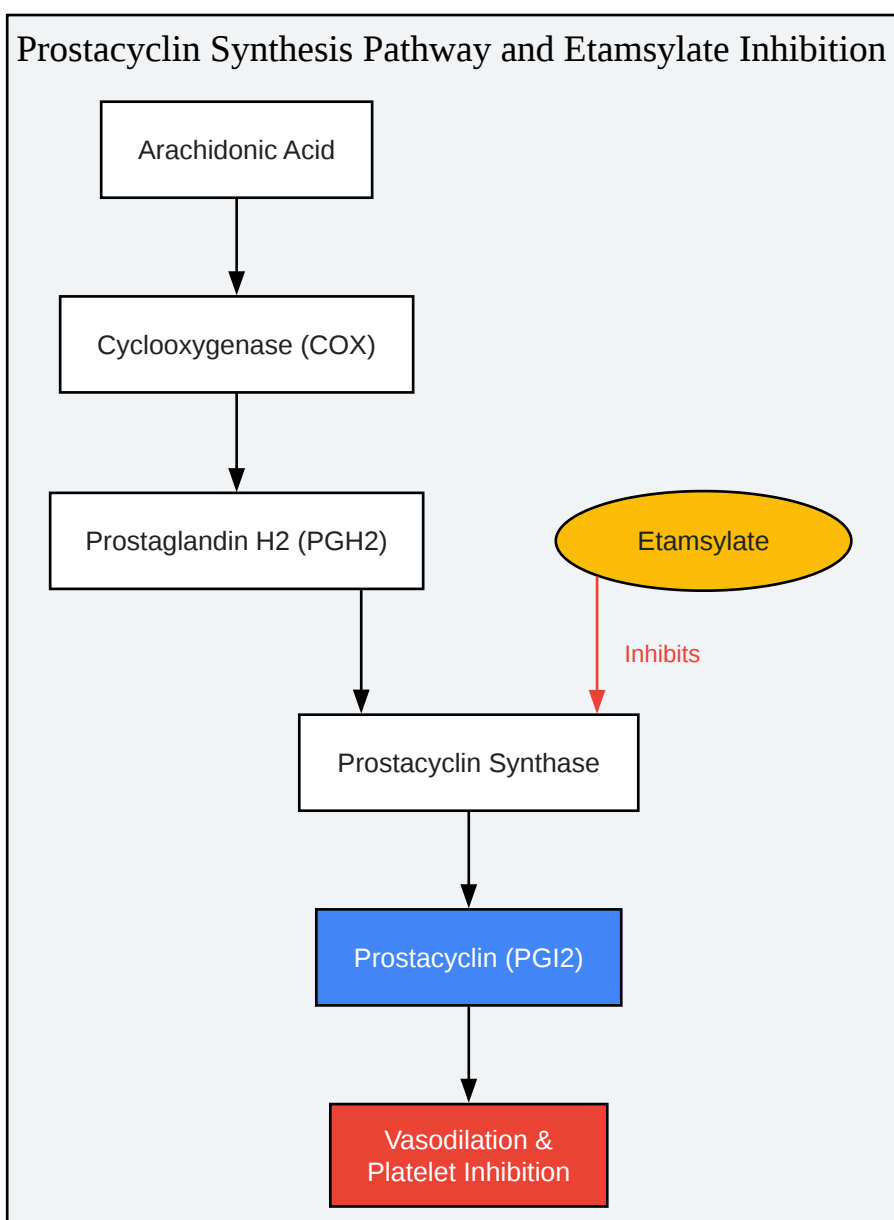 Prostacyclin Synthesis Pathway and Etamsylate Inhibition
Arachidonic Acid
Cyclooxygenase (COX)
Prostaglandin H2 (PGH2)
Etamsylate
Inhibits
Prostacyclin Synthase
Prostacyclin (PGI2)
Vasodilation &
Platelet Inhibition